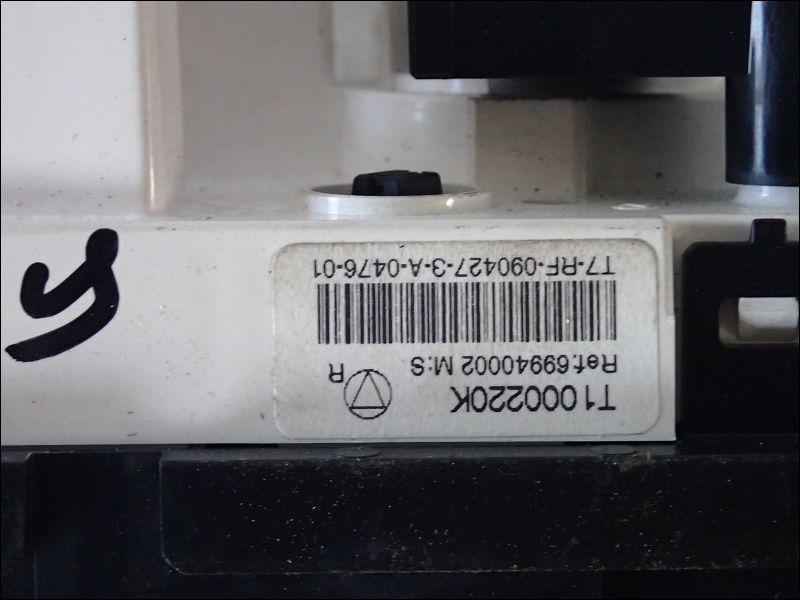 T1000220K
Ref:69940002 M:S
R
T7-RF-090427-3-A-0476-01